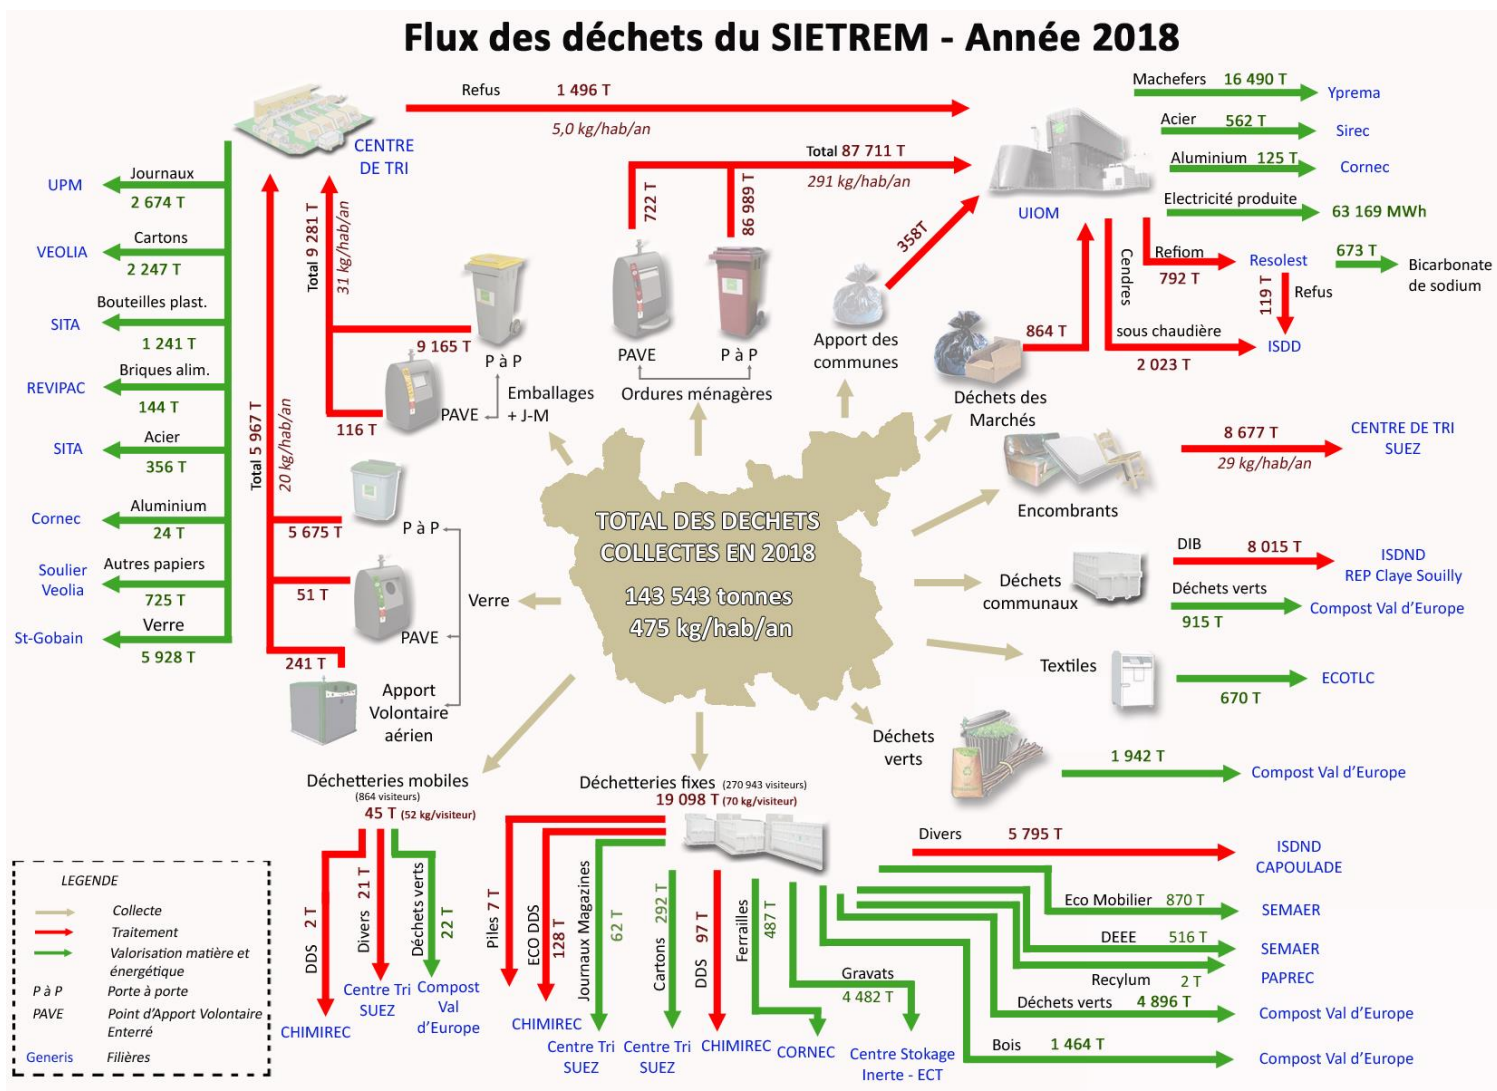 Flux des déchets du SIETREM - Année 2018
CENTRE
DE TRI
Refus 1 496 T
5,0 kg/hab/an
UPM
Journaux
2 674 T
VEOLIA
Cartons
2 247 T
Bouteilles plast.
SITA
1 241 T
Briques alim.
REVIPAC
144 T
Acier
SITA
356 T
Aluminium
Cornec
24 T
Autres papiers
Soulier
Veolia
725 T
Verre
St-Gobain
5 928 T
Total 9 281 T
31 kg/hab/an
Total 5 967 T
20 kg/hab/an
9 165 T
P à P
PAVE
116 T
Emballages
+ J-M
5 675 T
P à P
51 T
PAVE
Verre
241 T
Apport
Volontaire
aérien
Total 87 711 T
291 kg/hab/an
722 T
86 989 T
PAVE
P à P
Ordures ménagères
358T
Apport des
communes
UIOM
Machefers 16 490 T
Yprema
Acier 562 T
Sirec
Aluminium 125 T
Cornec
Electricité produite
63 169 MWh
Refiom
792 T
Resolest
673 T
Bicarbonate
de sodium
119 T
Refus
Cendres
sous chaudière
2 023 T
ISDD
864 T
Déchets des
Marchés
8 677 T
29 kg/hab/an
CENTRE DE TRI
SUEZ
Encombrants
TOTAL DES DECHETS
COLLECTES EN 2018
143 543 tonnes
475 kg/hab/an
Déchets
communaux
DIB 8 015 T
ISDND
REP Claye Souilly
Déchets verts
915 T
Compost Val d'Europe
Textiles
670 T
ECOTLC
Déchets
verts
1 942 T
Compost Val d'Europe
Déchetteries mobiles
(864 visiteurs)
45 T (52 kg/visiteur)
DDS 2 T
CHIMIREC
Divers 21 T
Centre Tri
SUEZ
Déchets verts
22 T
Compost
Val
d'Europe
Déchetteries fixes (270 943 visiteurs)
19 098 T (70 kg/visiteur)
Piles 7 T
ECO DDS
128 T
CHIMIREC
Journaux Magazines
62 T
Centre Tri
SUEZ
Cartons 292 T
Centre Tri
SUEZ
DDS 97 T
CHIMIREC
Ferrailles
487 T
CORNEC
Gravats
4 482 T
Centre Stokage
Inerte - ECT
Divers 5 795 T
ISDND
CAPOULADE
Eco Mobilier 870 T
SEMAER
DEEE 516 T
SEMAER
Recylum 2 T
PAPREC
Déchets verts 4 896 T
Compost Val d'Europe
Bois 1 464 T
Compost Val d'Europe
LEGENDE
Collecte
Traitement
Valorisation matière et
énergétique
P à P Porte à porte
PAVE Point d'Apport Volontaire
Enterré
Generis Filières